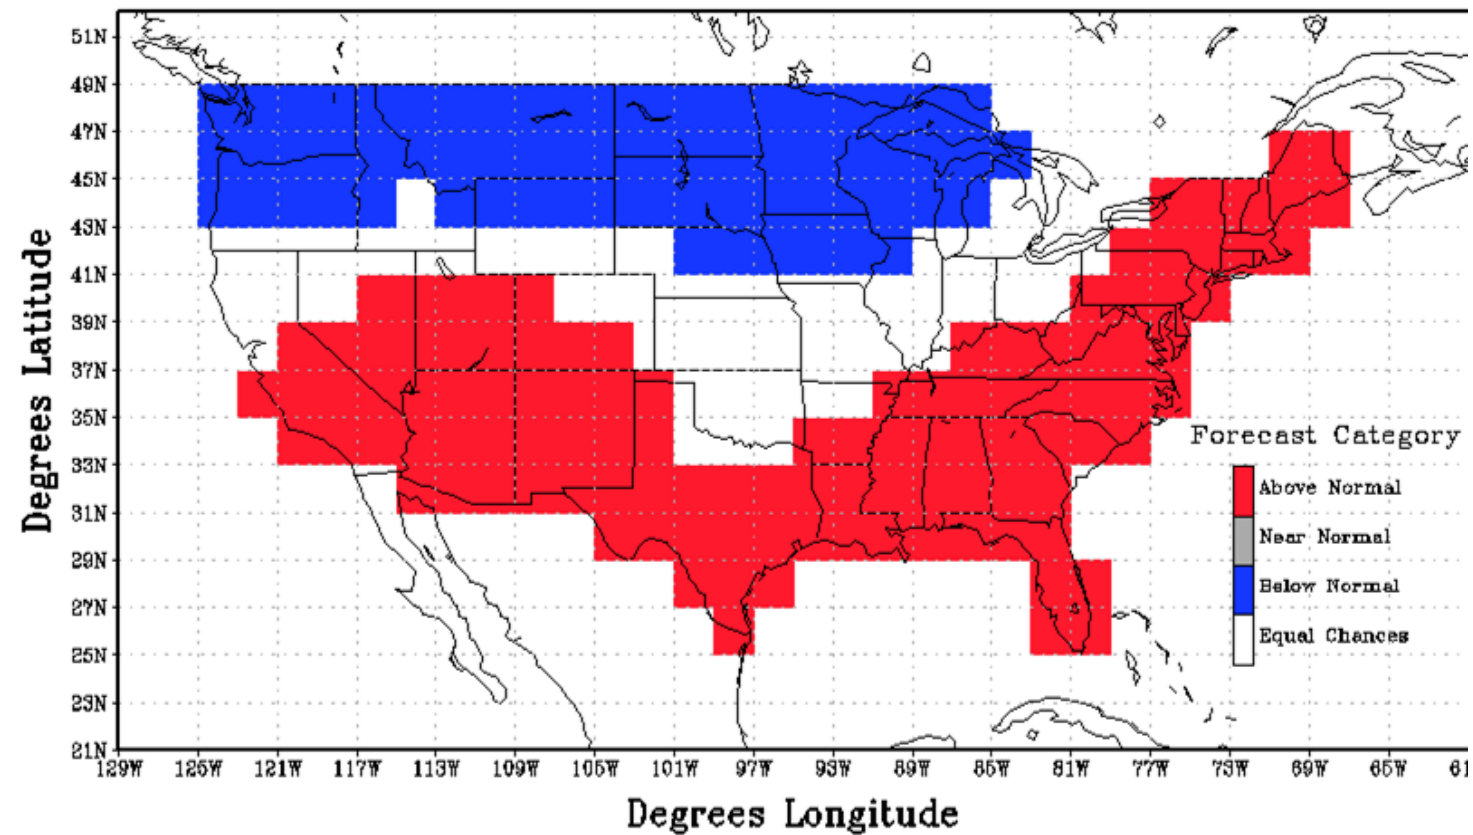 51N
49N
47N
45N
43N
41N
39N
37N
35N
33N
31N
29N
27N
25N
23N
21N
Degrees Latitude
Forecast Category
Above Normal
Near Normal
Below Normal
Equal Chances
129W 125W 121W 117W 113W 109W 105W 101W 97W 93W 89W 85W 81W 77W 73W 69W 65W 61
Degrees Longitude